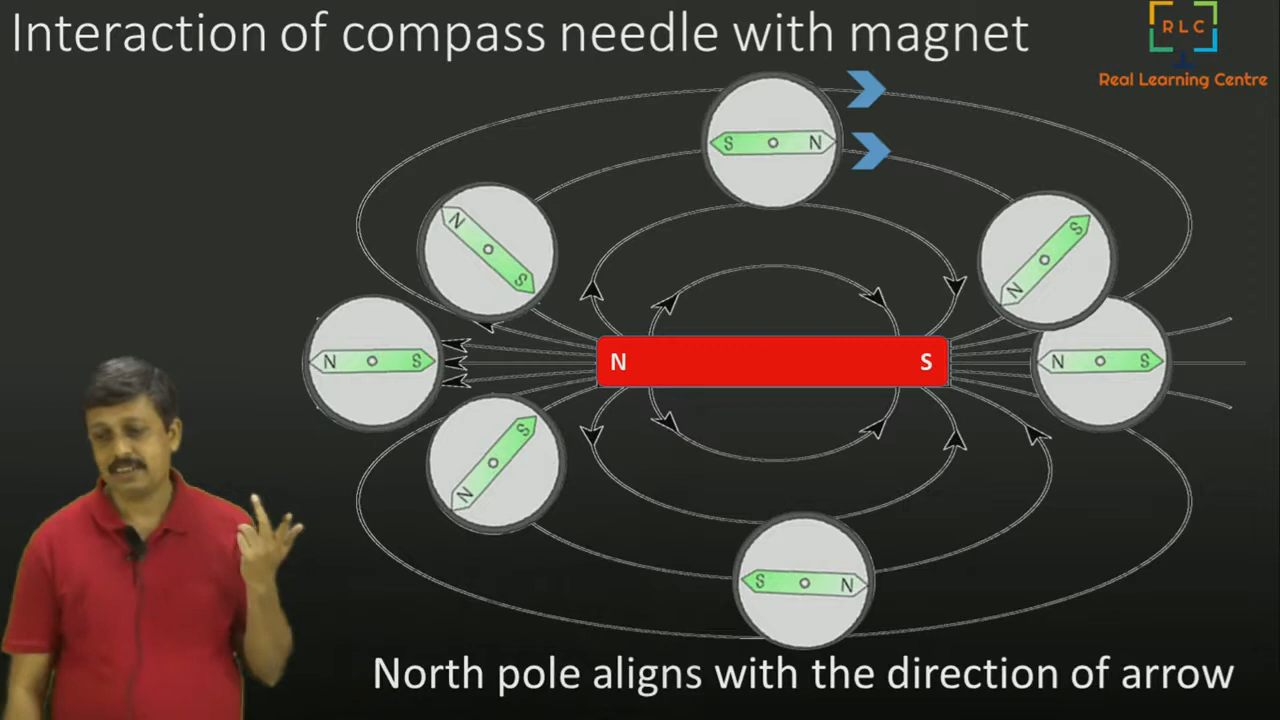 Interaction of compass needle with magnet
RLC
Real Learning Centre
S N
N S
N S
N S
N S
N S
N S
N S
S N
North pole aligns with the direction of arrow